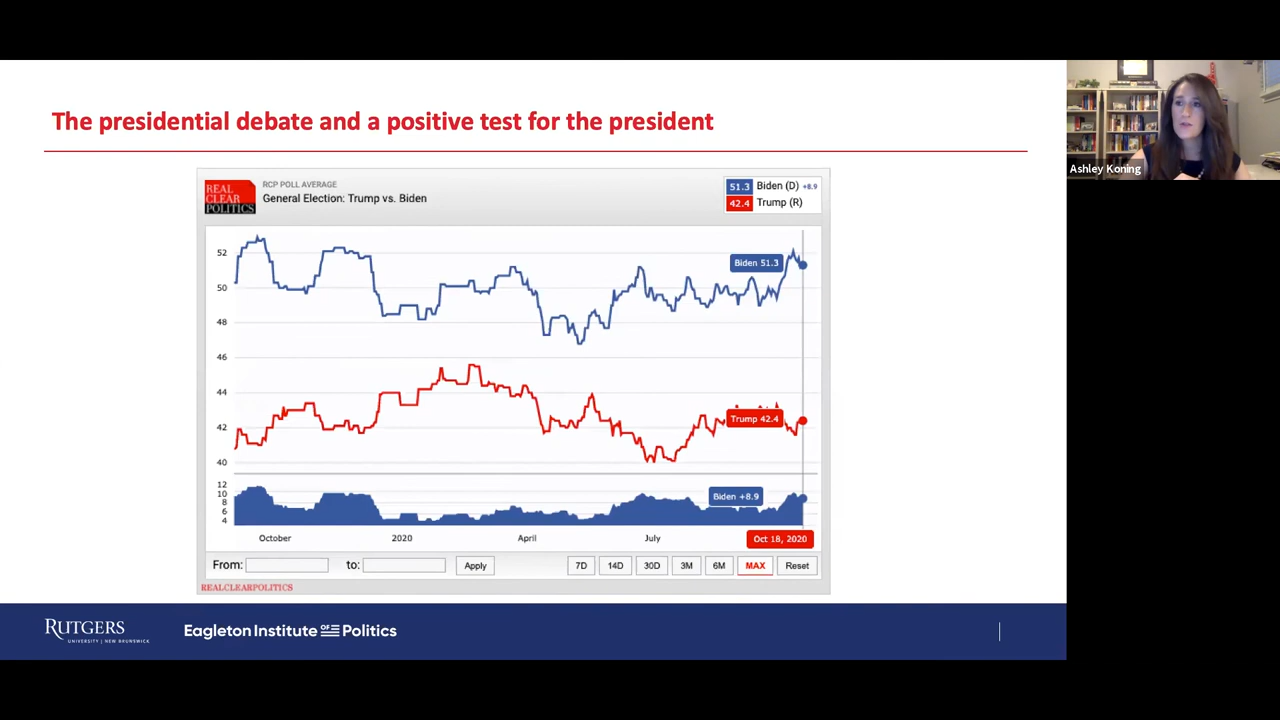 The presidential debate and a positive test for the president
Ashley Koning
REAL
CLEAR
POLITICS
RCP POLL AVERAGE
General Election: Trump vs. Biden
51.3 Biden (D) +8.9
42.4 Trump (R)
52
50
48
46
44
42
40
Biden 51.3
Trump 42.4
12
10
8
6
4
Biden +8.9
October 2020 April July Oct 18, 2020
From: to: Apply 7D 14D 30D 3M 6M MAX Reset
REALCLEARPOLITICS
RUTGERS
UNIVERSITY | NEW BRUNSWICK
Eagleton Institute OF Politics